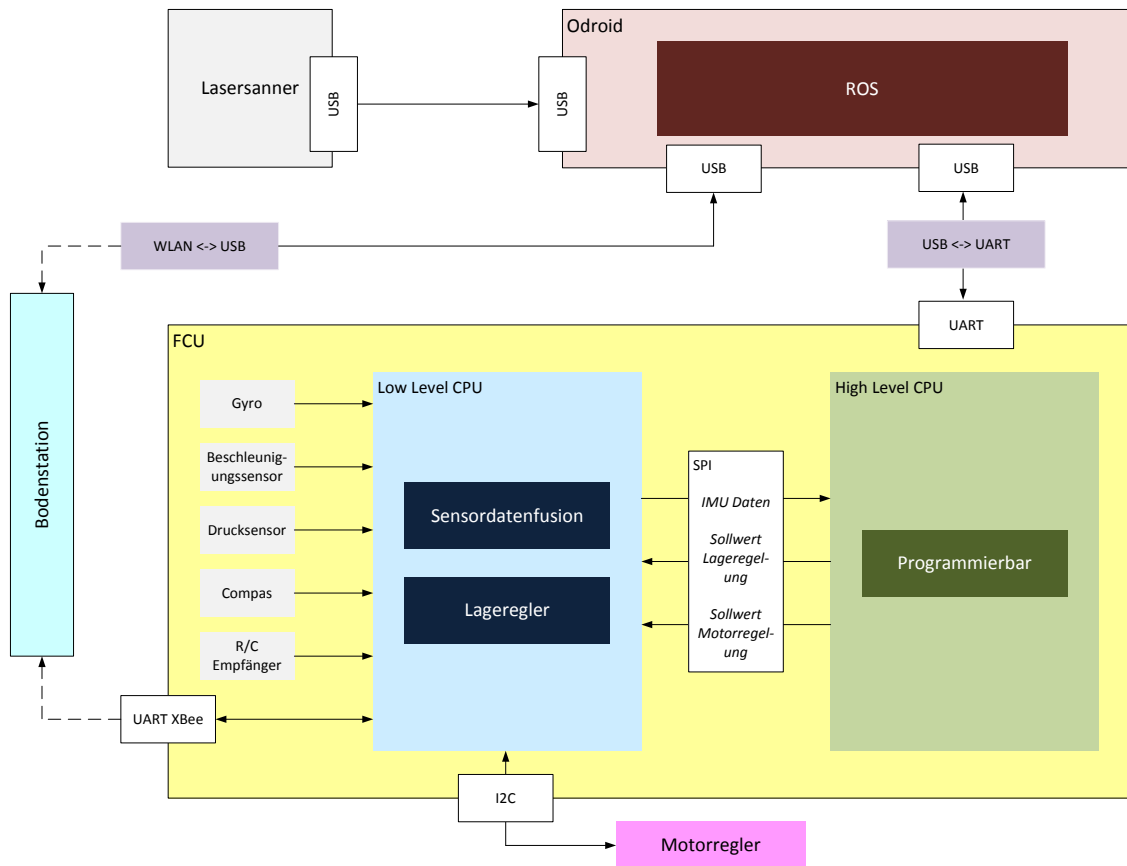 Odroid
Lasersanner
USB
USB
ROS
USB
USB
WLAN <-> USB
USB <-> UART
UART
FCU
Low Level CPU
High Level CPU
Gyro
Beschleunig-
ungssensor
Drucksensor
Compas
R/C
Empfänger
Sensordatenfusion
Lageregler
SPI
IMU Daten
Sollwert
Lageregel-
ung
Sollwert
Motorregel-
ung
Programmierbar
Bodenstation
UART XBee
I2C
Motorregler